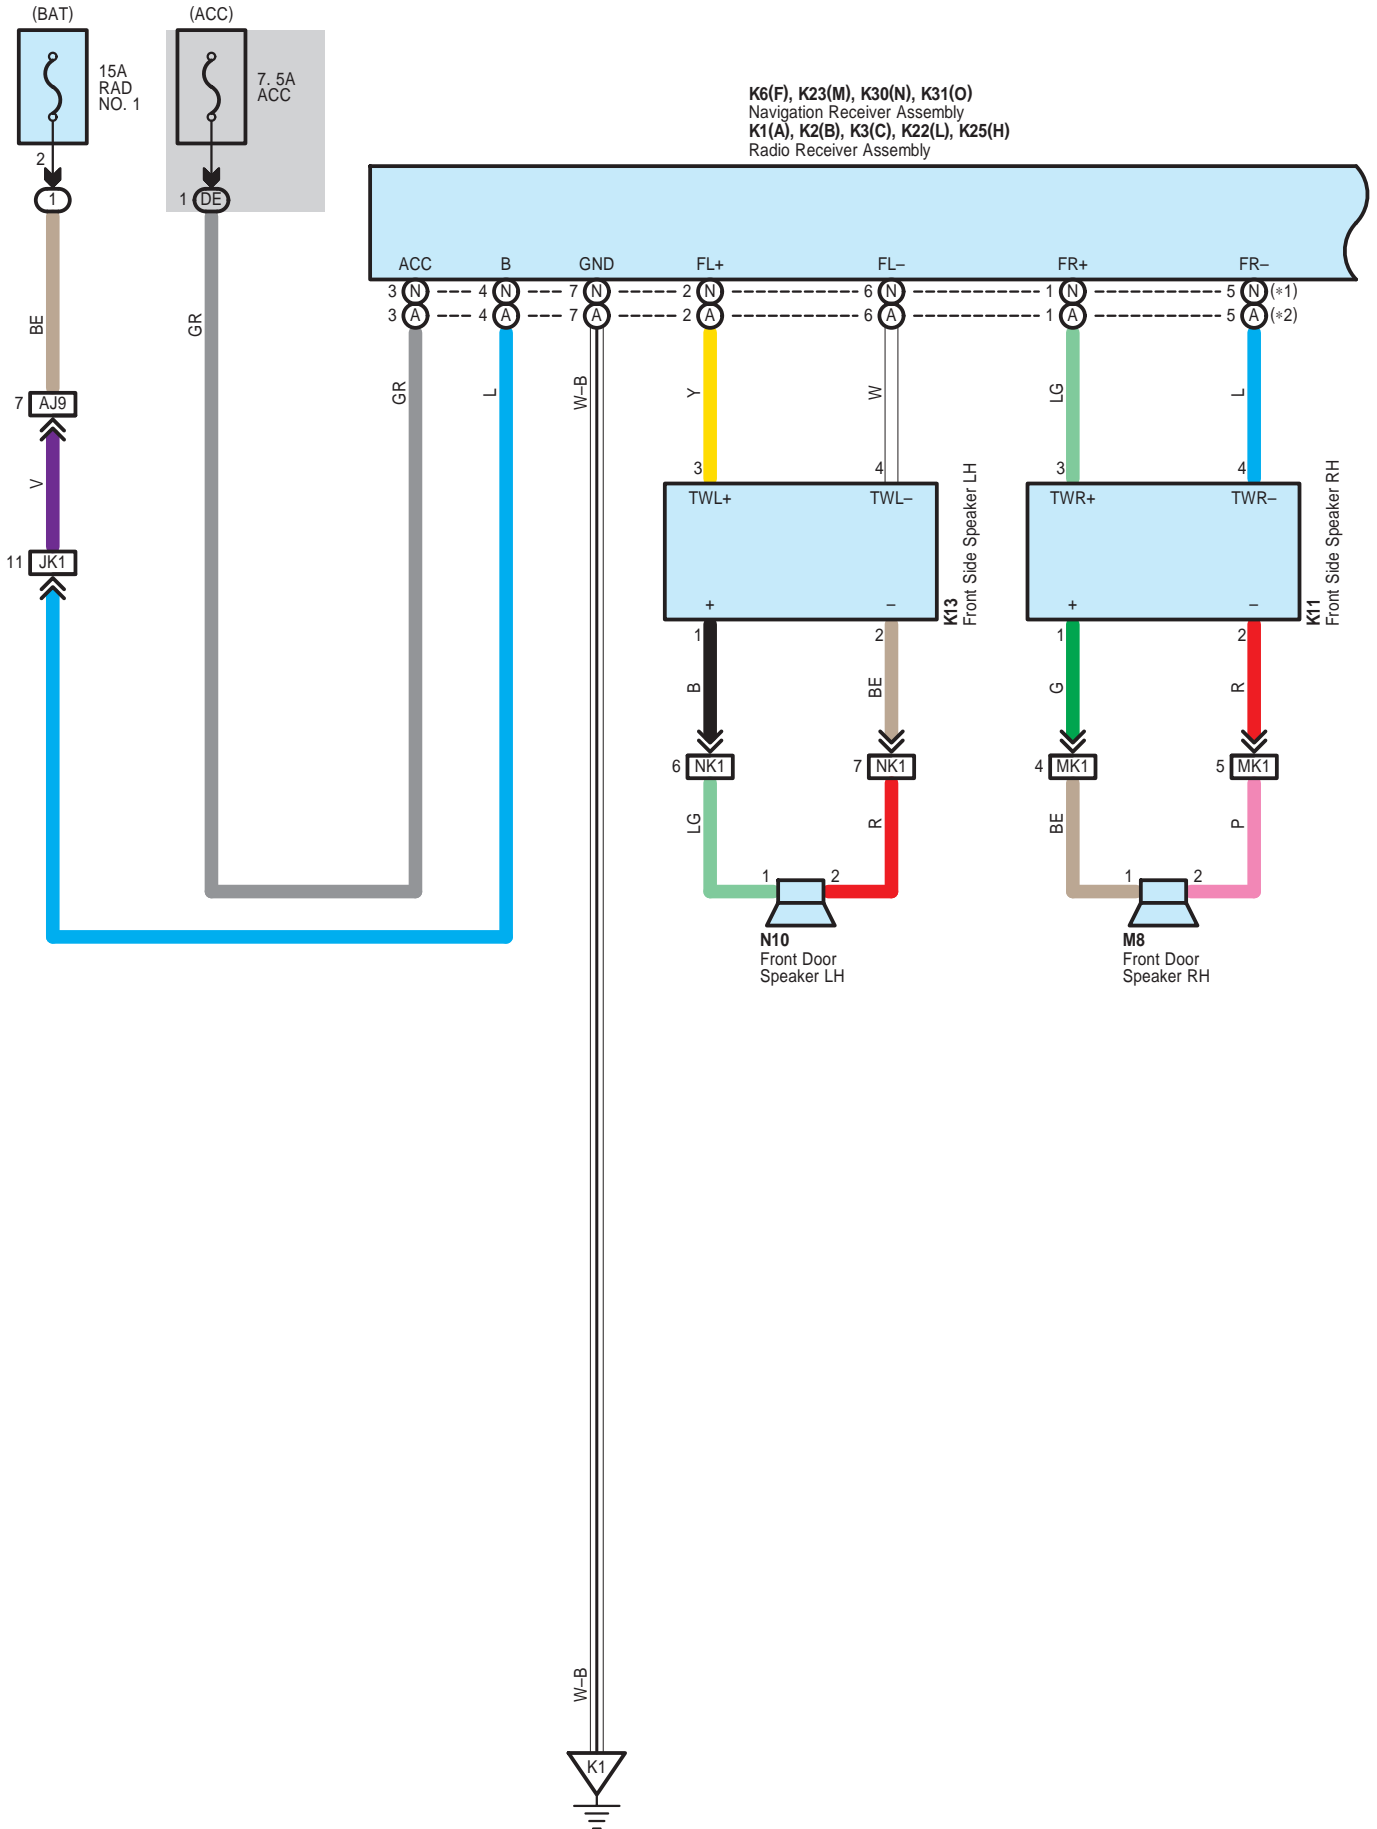 (BAT)
(ACC)
15A
RAD
NO. 1
7. 5A
ACC
2
1
1 DE
K6(F), K23(M), K30(N), K31(O)
Navigation Receiver Assembly
K1(A), K2(B), K3(C), K22(L), K25(H)
Radio Receiver Assembly
ACC B GND FL+ FL– FR+ FR–
3 N 4 N 7 N 2 N 6 N 1 N 5 N (*1)
3 A 4 A 7 A 2 A 6 A 1 A 5 A (*2)
BE
GR
GR
L
W–B
Y
W
LG
L
7 AJ9
V
11 JK1
3 4
TWL+ TWL–
+ –
1 2
K13
Front Side Speaker LH
3 4
TWR+ TWR–
+ –
1 2
K11
Front Side Speaker RH
B
BE
G
R
6 NK1
7 NK1
4 MK1
5 MK1
LG
R
BE
P
1 2
N10
Front Door
Speaker LH
1 2
M8
Front Door
Speaker RH
W–B
K1